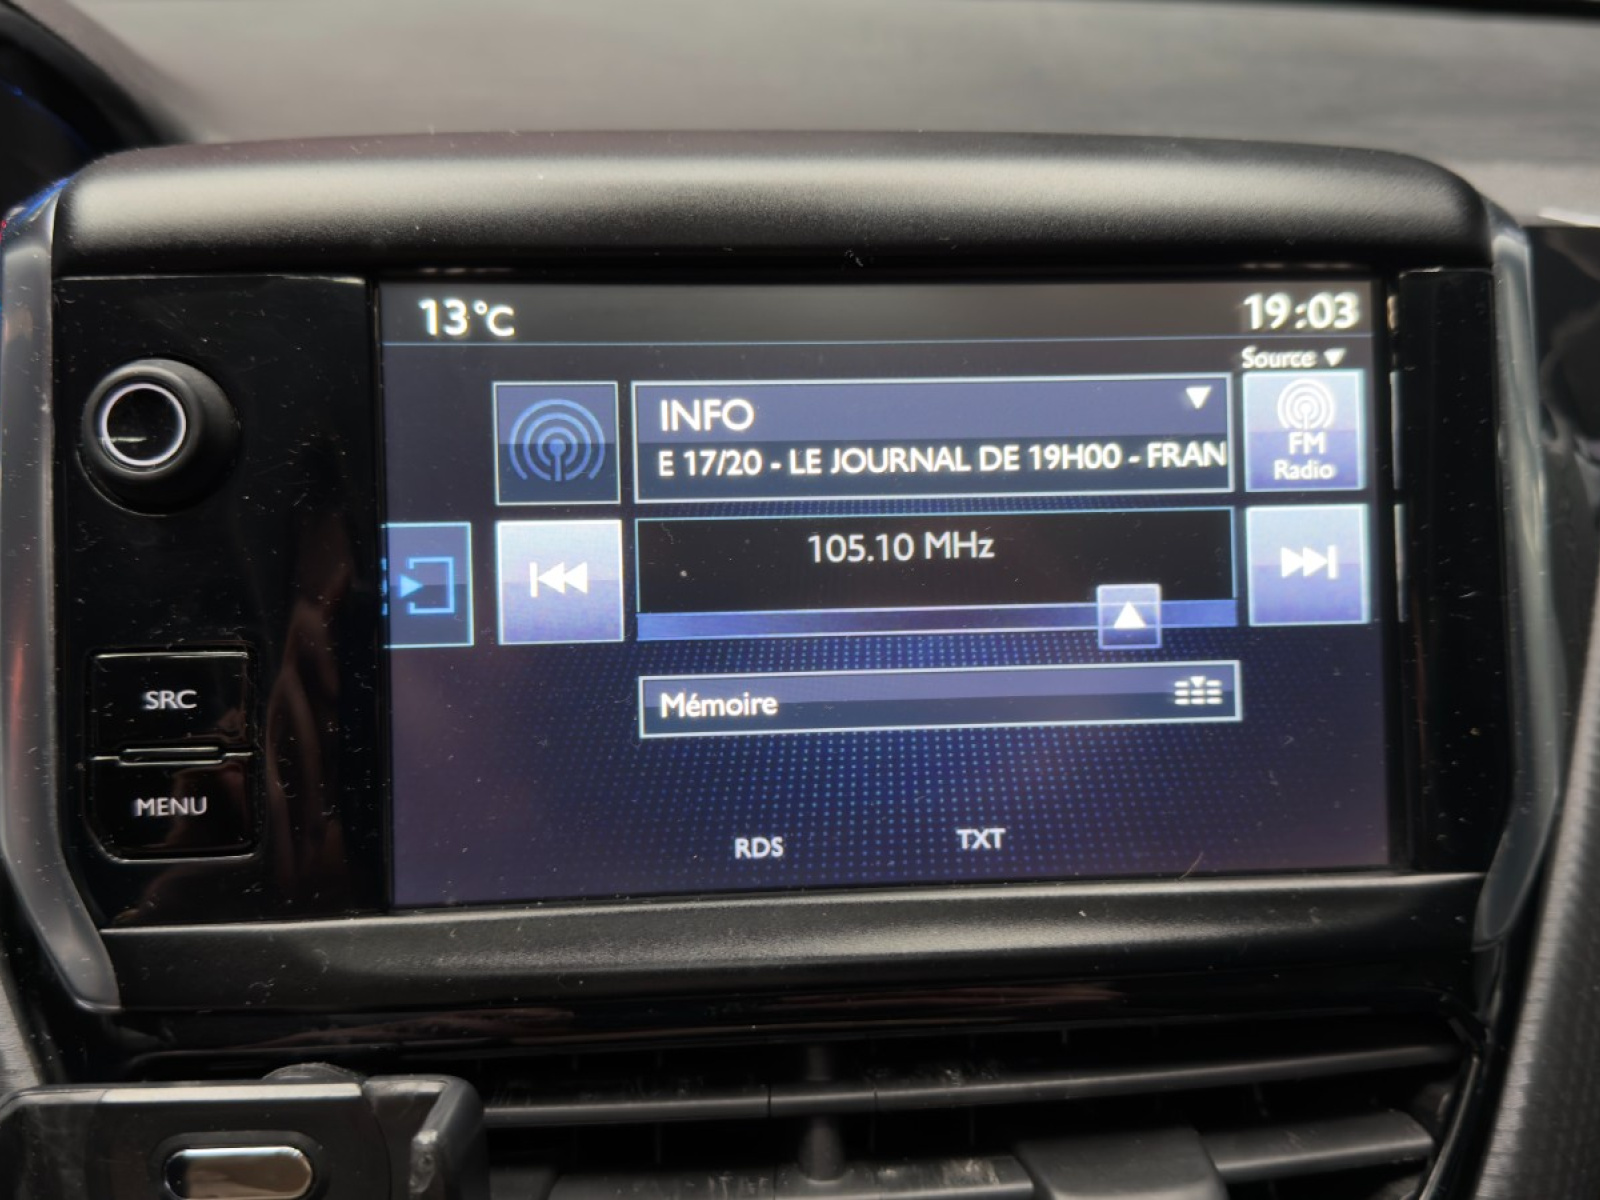 13°C
19:03
Source
INFO
E 17/20 - LE JOURNAL DE 19H00 - FRAN
FM
Radio
105.10 MHz
SRC
Mémoire
MENU
RDS
TXT